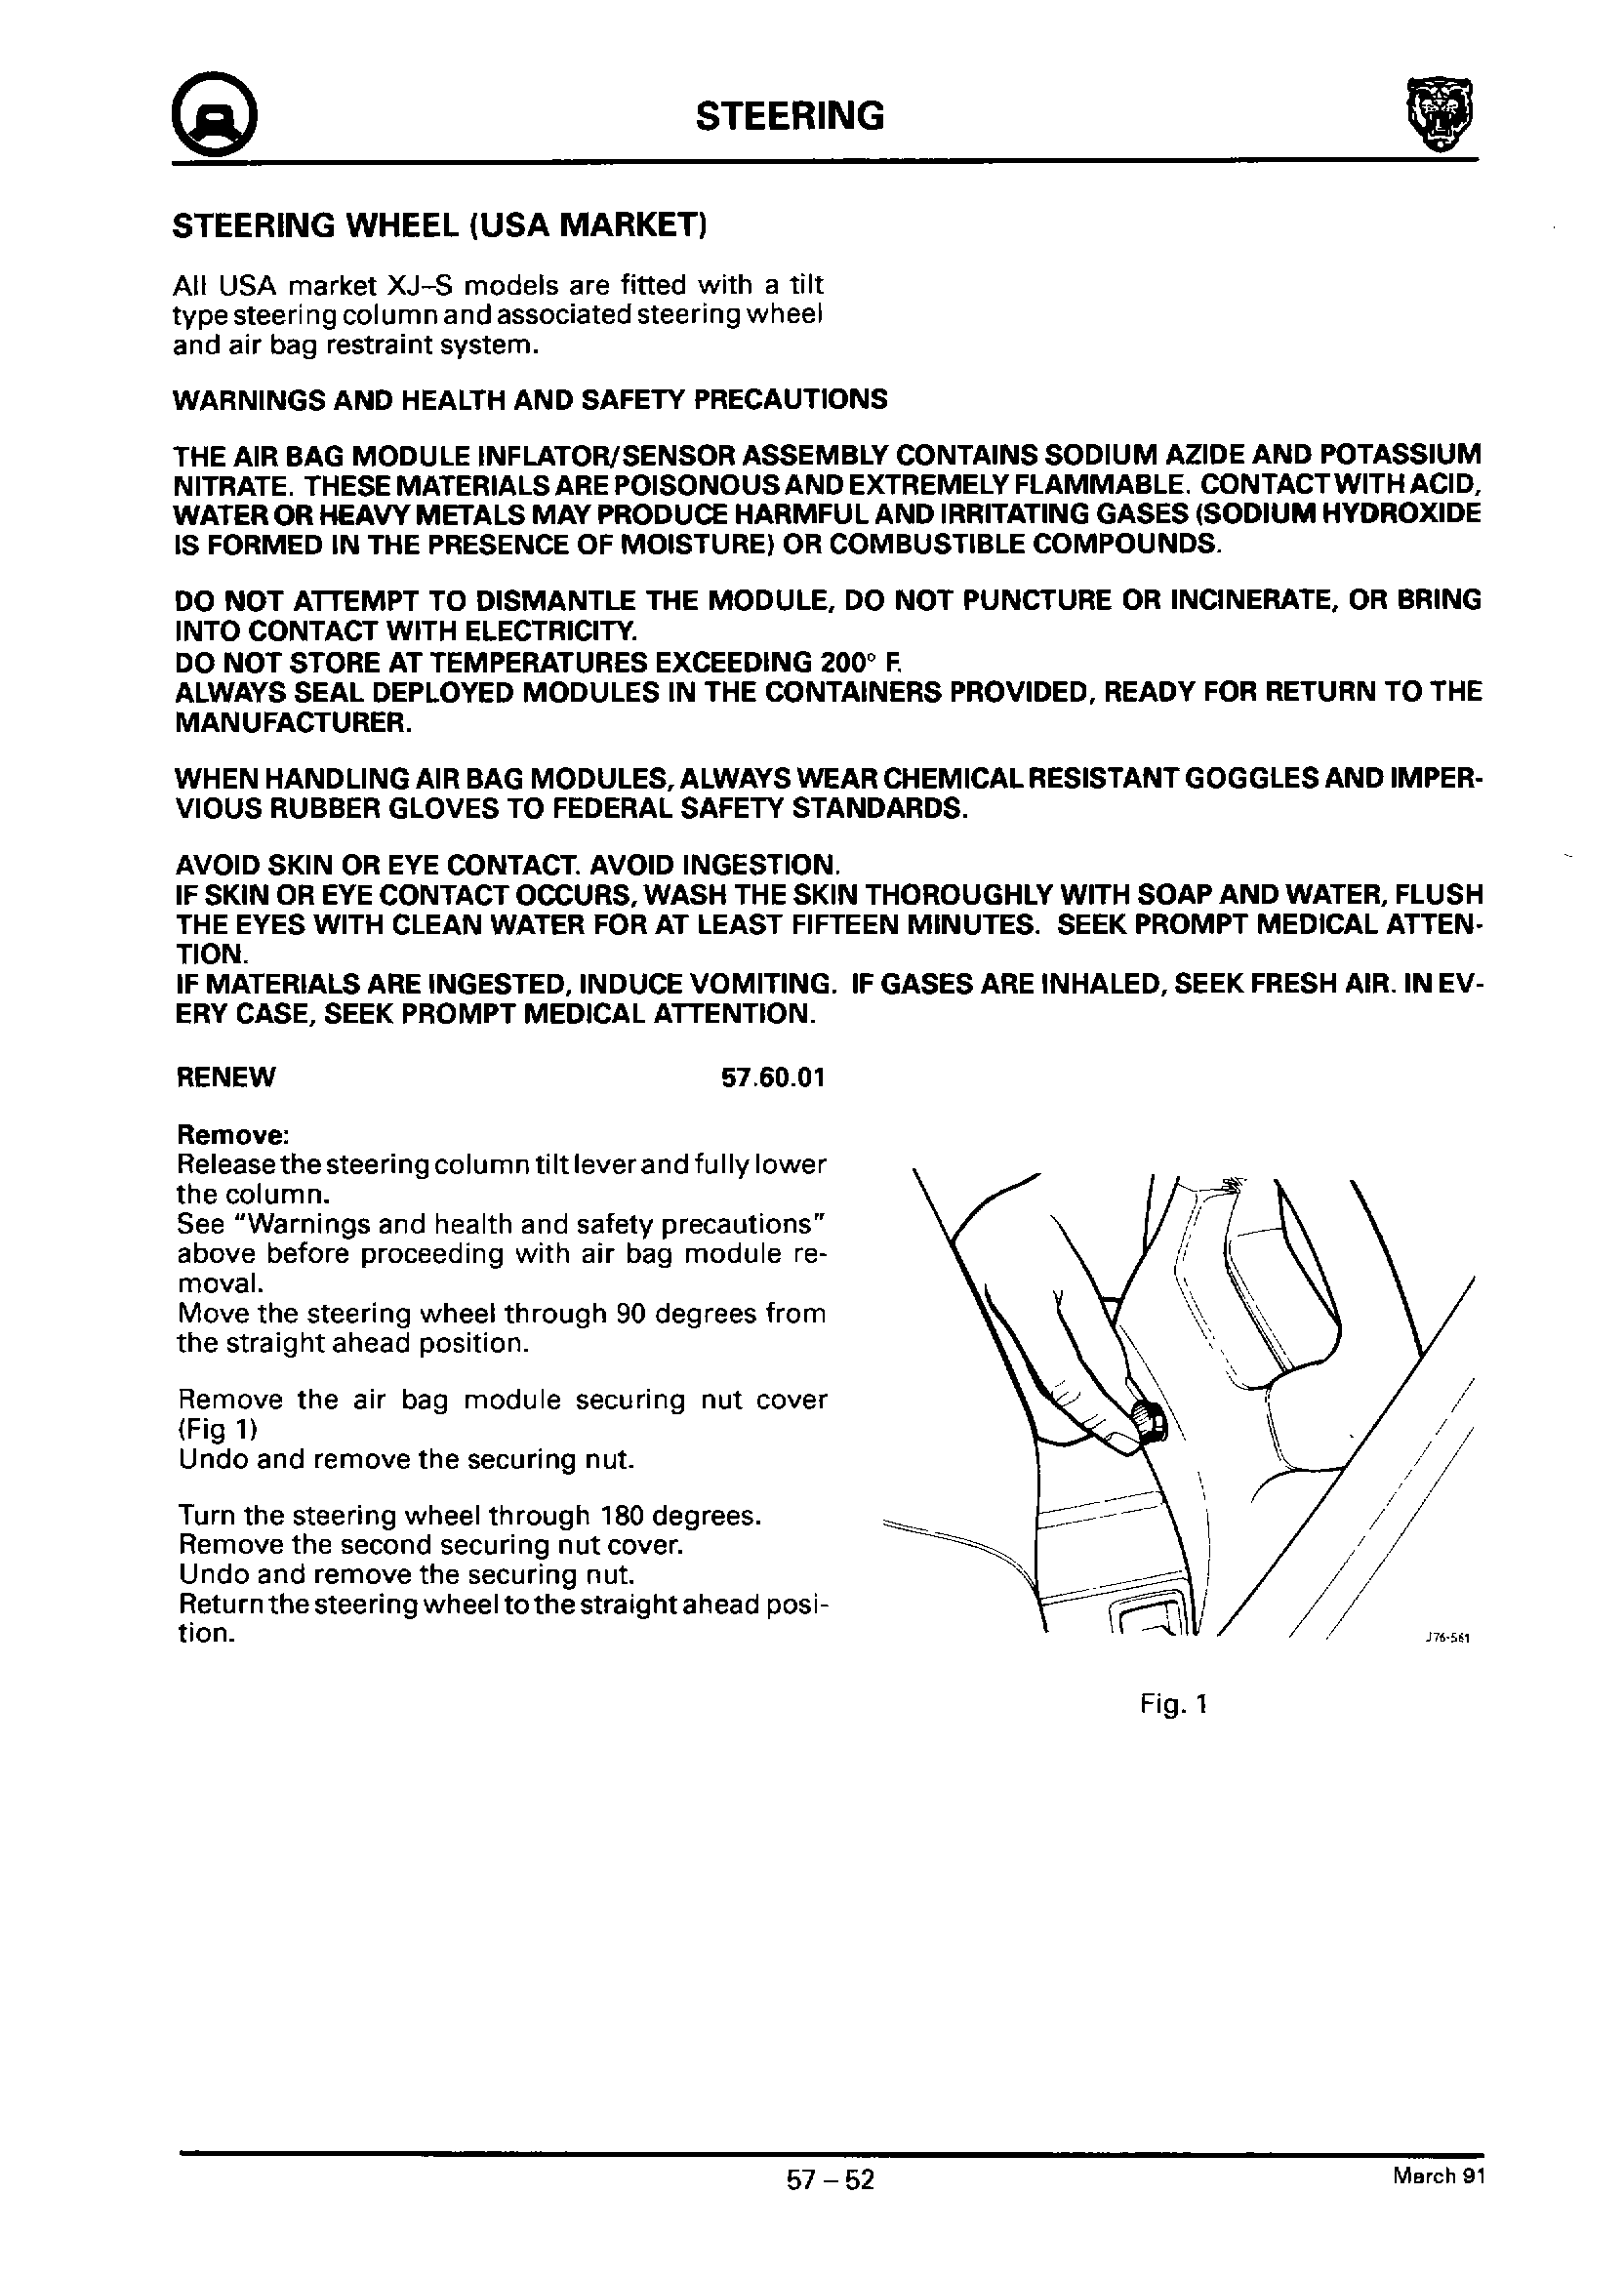 STEERING
STEERING WHEEL (USA MARKET)
All USA market XJ–S models are fitted with a tilt
type steering column and associated steering wheel
and air bag restraint system.
WARNINGS AND HEALTH AND SAFETY PRECAUTIONS
THE AIR BAG MODULE INFLATOR/SENSOR ASSEMBLY CONTAINS SODIUM AZIDE AND POTASSIUM
NITRATE. THESE MATERIALS ARE POISONOUS AND EXTREMELY FLAMMABLE. CONTACT WITH ACID,
WATER OR HEAVY METALS MAY PRODUCE HARMFUL AND IRRITATING GASES (SODIUM HYDROXIDE
IS FORMED IN THE PRESENCE OF MOISTURE) OR COMBUSTIBLE COMPOUNDS.
DO NOT ATTEMPT TO DISMANTLE THE MODULE, DO NOT PUNCTURE OR INCINERATE, OR BRING
INTO CONTACT WITH ELECTRICITY.
DO NOT STORE AT TEMPERATURES EXCEEDING 200° F.
ALWAYS SEAL DEPLOYED MODULES IN THE CONTAINERS PROVIDED, READY FOR RETURN TO THE
MANUFACTURER.
WHEN HANDLING AIR BAG MODULES, ALWAYS WEAR CHEMICAL RESISTANT GOGGLES AND IMPER-
VIOUS RUBBER GLOVES TO FEDERAL SAFETY STANDARDS.
AVOID SKIN OR EYE CONTACT. AVOID INGESTION.
IF SKIN OR EYE CONTACT OCCURS, WASH THE SKIN THOROUGHLY WITH SOAP AND WATER, FLUSH
THE EYES WITH CLEAN WATER FOR AT LEAST FIFTEEN MINUTES. SEEK PROMPT MEDICAL ATTEN-
TION.
IF MATERIALS ARE INGESTED, INDUCE VOMITING. IF GASES ARE INHALED, SEEK FRESH AIR. IN EV-
ERY CASE, SEEK PROMPT MEDICAL ATTENTION.
RENEW 57.60.01
Remove:
Release the steering column tilt lever and fully lower
the column.
See "Warnings and health and safety precautions"
above before proceeding with air bag module re-
moval.
Move the steering wheel through 90 degrees from
the straight ahead position.
Remove the air bag module securing nut cover
(Fig 1)
Undo and remove the securing nut.
Turn the steering wheel through 180 degrees.
Remove the second securing nut cover.
Undo and remove the securing nut.
Return the steering wheel to the straight ahead posi-
tion.
J76-561
Fig. 1
57 – 52
March 91